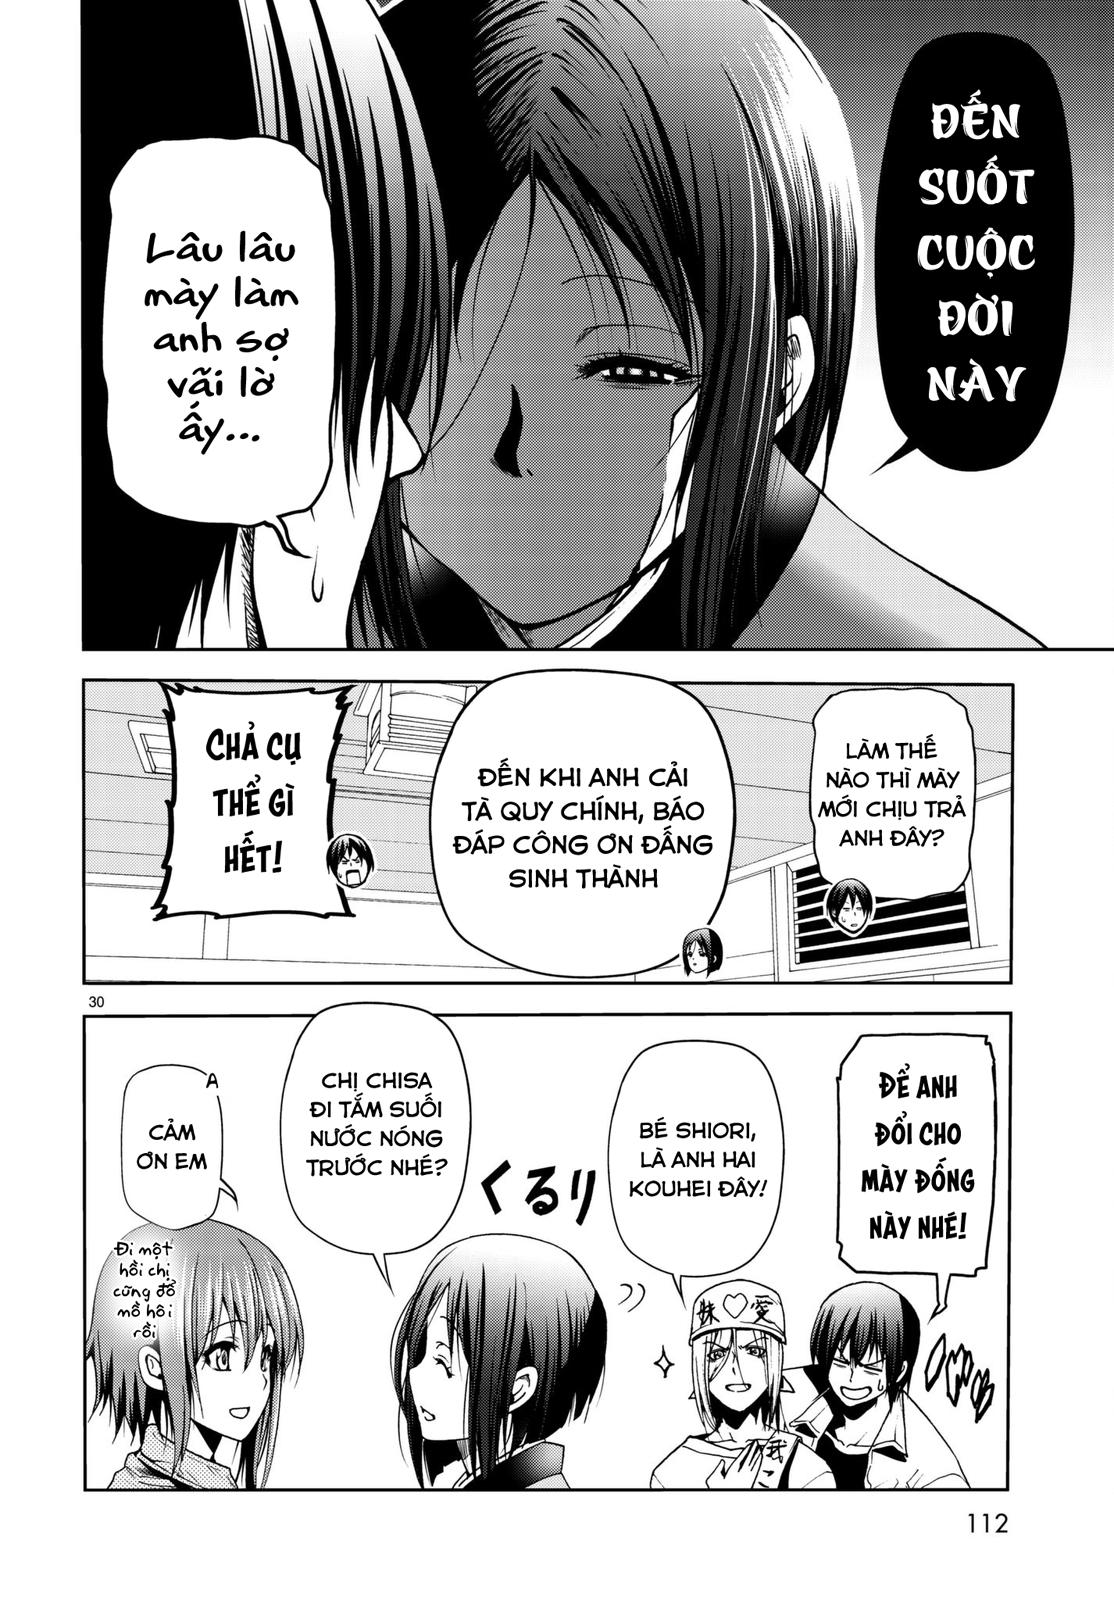 ĐẾN
SUỐT
CUỘC
ĐỜI
NÀY
Lâu lâu
mày làm
anh sợ
vãi lờ
ấy...
LÀM THẾ
NÀO THÌ MÀY
MỚI CHỊU TRẢ
ANH ĐÂY?
ĐẾN KHI ANH CẢI
TÀ QUY CHÍNH, BÁO
ĐÁP CÔNG ƠN ĐẤNG
SINH THÀNH
CHẢ CỤ
THỂ GÌ
HẾT!
30
ĐỂ ANH
ĐỔI CHO
MÀY ĐỐNG
NÀY NHÉ!
BÉ SHIORI,
LÀ ANH HAI
KOUHEI ĐÂY!
妹♡愛
くるり
CHỊ CHISA
ĐI TẮM SUỐI
NƯỚC NÓNG
TRƯỚC NHÉ?
A
CẢM
ƠN EM
Đi một
hồi chị
cũng đổ
mồ hôi
rồi
112